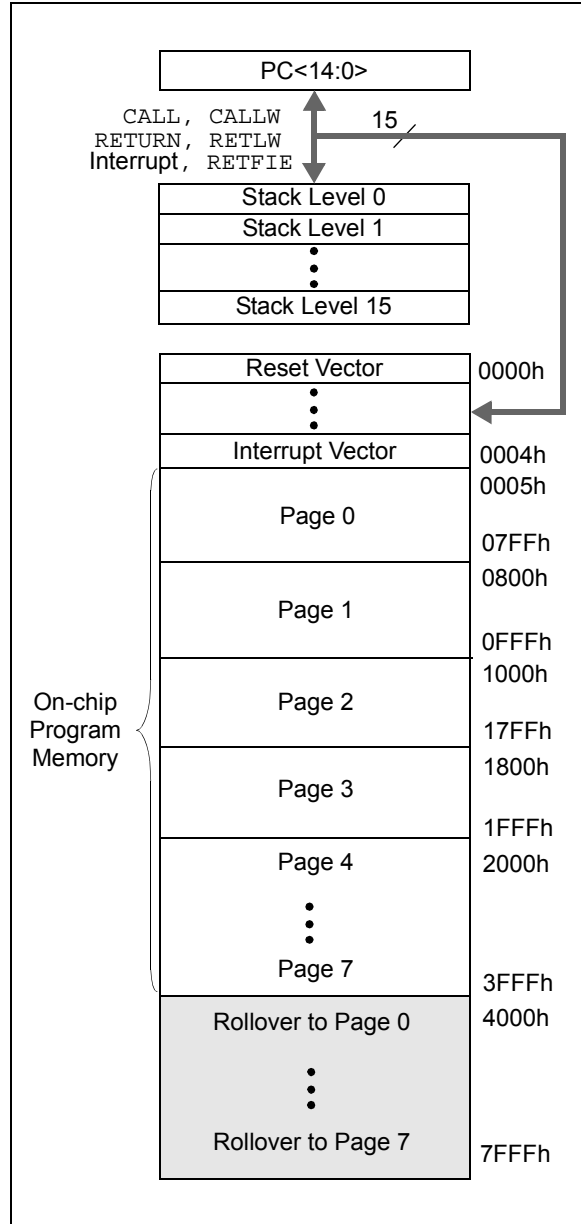 PC<14:0>
CALL, CALLW
15
RETURN, RETLW
Interrupt, RETFIE
Stack Level 0
Stack Level 1
Stack Level 15
Reset Vector
0000h
Interrupt Vector
0004h
0005h
Page 0
07FFh
0800h
Page 1
0FFFh
1000h
On-chip
Program
Memory
Page 2
17FFh
1800h
Page 3
1FFFh
Page 4
2000h
Page 7
3FFFh
Rollover to Page 0
4000h
Rollover to Page 7
7FFFh